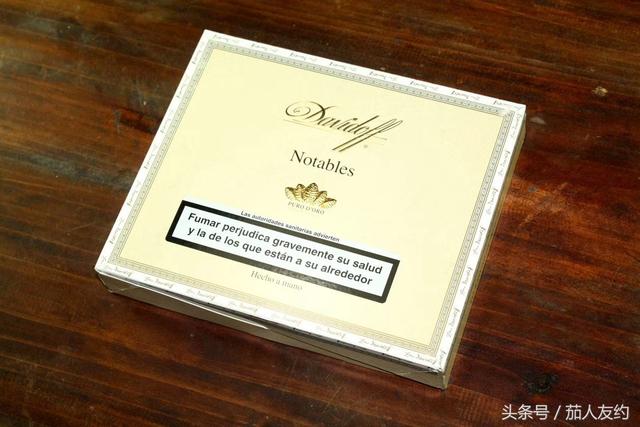 Davidoff
Notables
PURO D'ORO
Las autoridades sanitarias advierten
Fumar perjudica gravemente su salud
y la de los que están a su alrededor
Hecho a mano
头条号 / 茄人友约